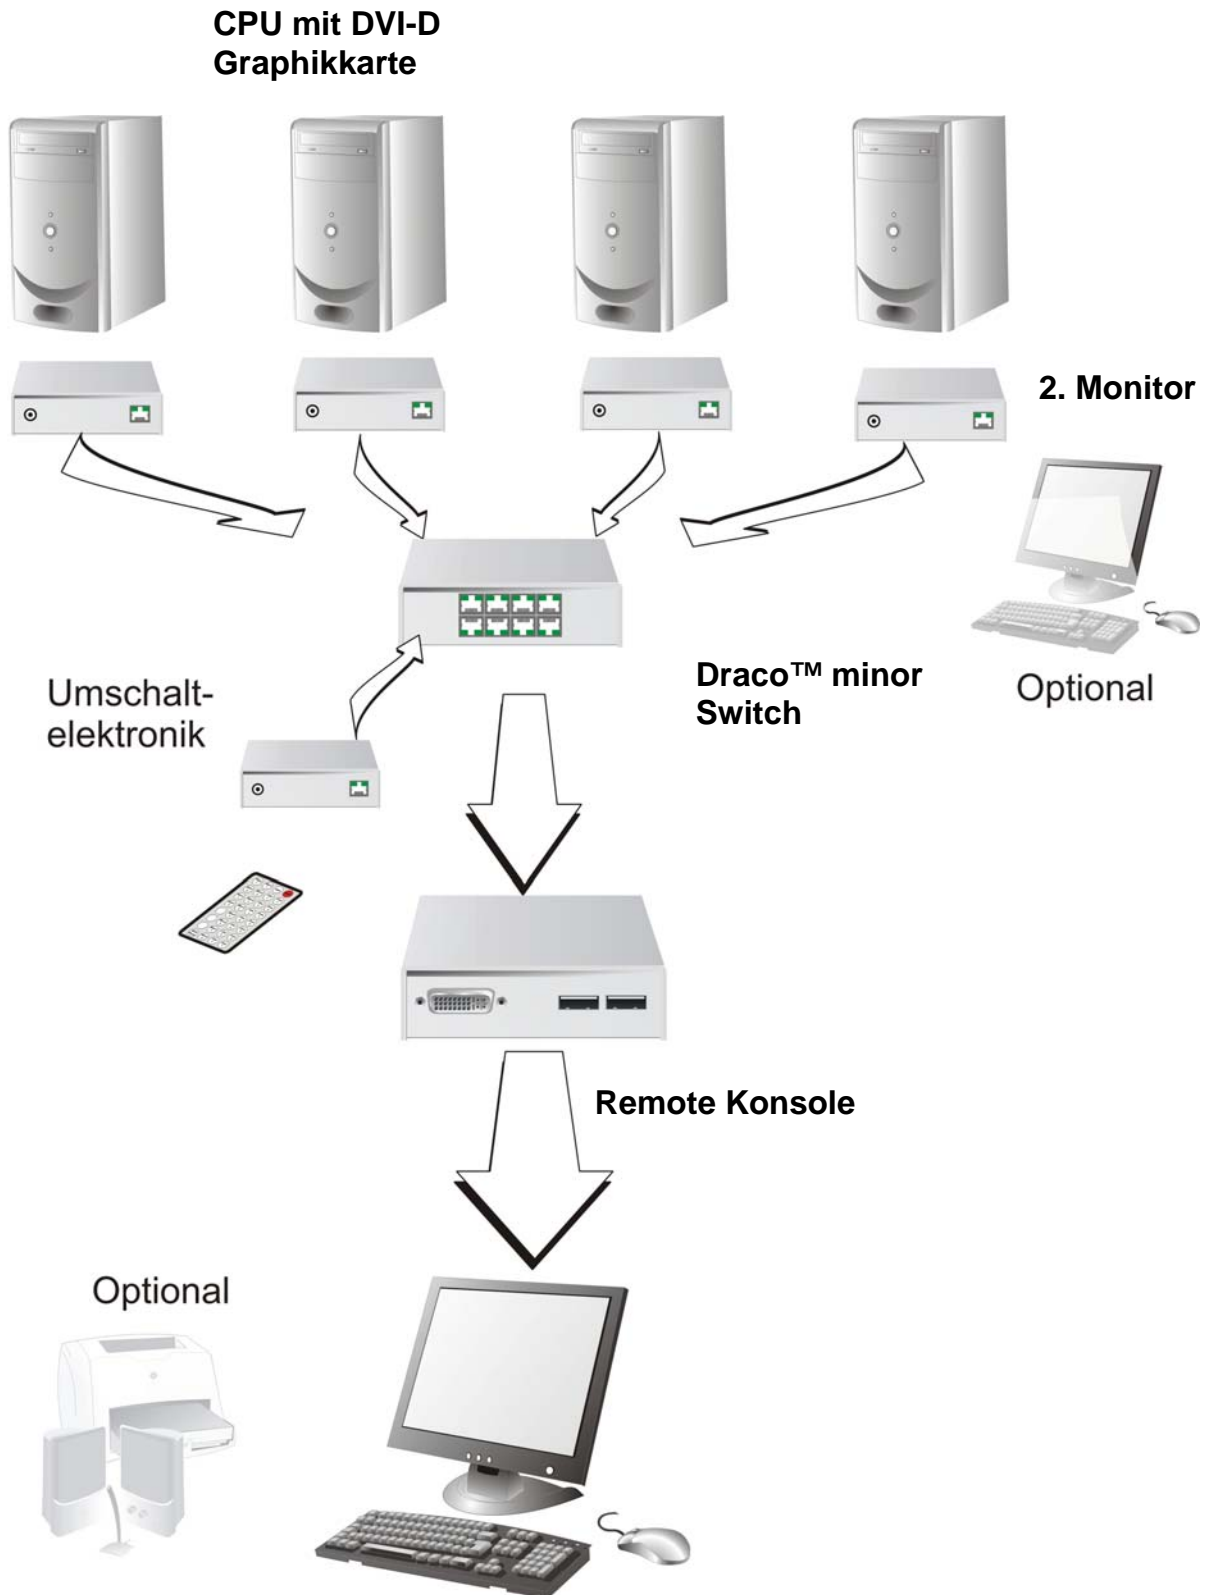 CPU mit DVI-D
Graphikkarte
2. Monitor
Optional
Draco™ minor
Switch
Umschalt-
elektronik
Remote Konsole
Optional